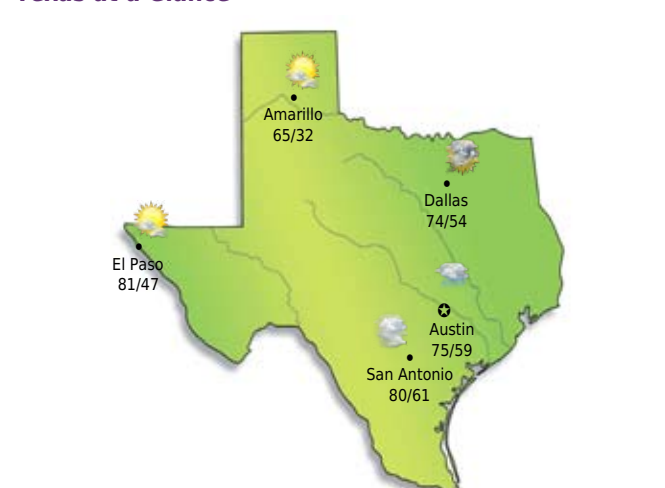 Amarillo
65/32
Dallas
74/54
El Paso
81/47
Austin
75/59
San Antonio
80/61